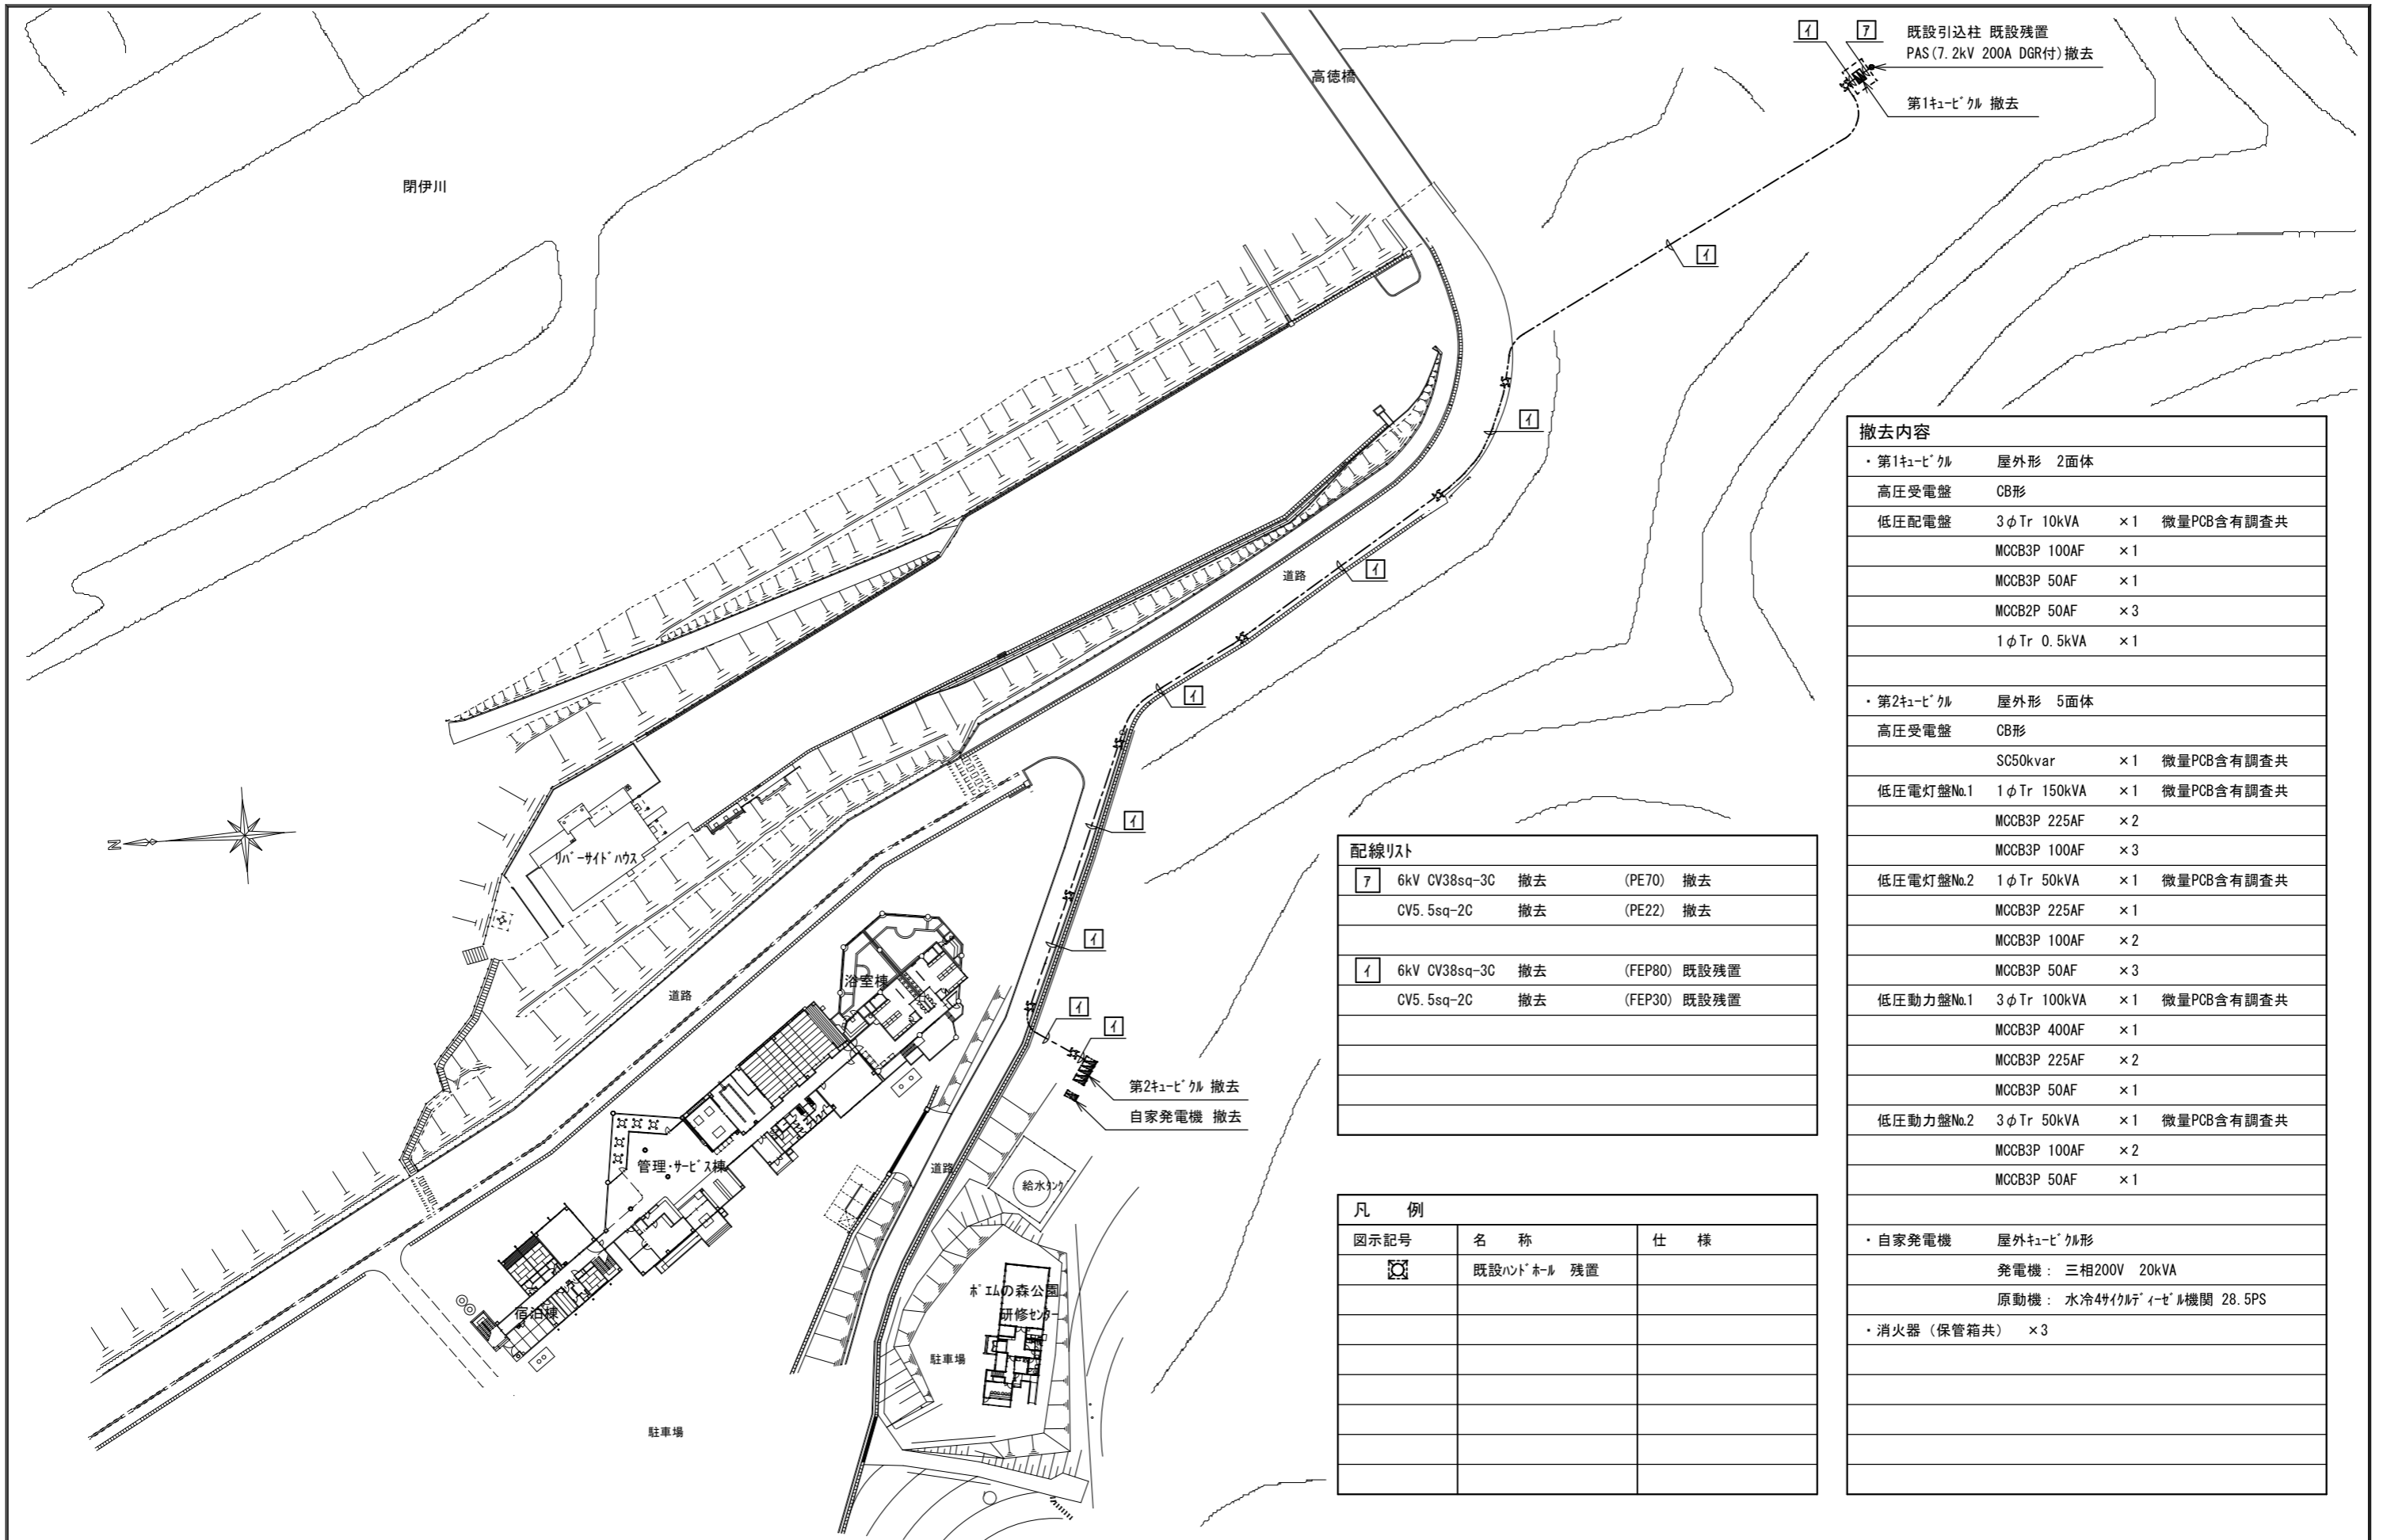 イ ア 既設引込柱 既設残置
PAS(7.2kV 200A DGR付)撤去
第1キュービクル 撤去
高徳橋
閉伊川
イ
イ
道路
イ
イ
イ
イ
イ
イ
N
リバーサイドハウス
浴室棟
道路
第2キュービクル 撤去
自家発電機 撤去
管理・サービス棟
道路
給水タンク
宿泊棟
ポエムの森公園
研修センター
駐車場
駐車場
配線リスト
ア 6kV CV38sq-3C 撤去 (PE70) 撤去
CV5.5sq-2C 撤去 (PE22) 撤去
イ 6kV CV38sq-3C 撤去 (FEP80) 既設残置
CV5.5sq-2C 撤去 (FEP30) 既設残置
凡 例
図示記号 名 称 仕 様
既設ハンドホール 残置
撤去内容
・第1キュービクル 屋外形 2面体
高圧受電盤 CB形
低圧配電盤 3φTr 10kVA ×1 微量PCB含有調査共
MCCB3P 100AF ×1
MCCB3P 50AF ×1
MCCB2P 50AF ×3
1φTr 0.5kVA ×1
・第2キュービクル 屋外形 5面体
高圧受電盤 CB形
SC50kvar ×1 微量PCB含有調査共
低圧電灯盤№1 1φTr 150kVA ×1 微量PCB含有調査共
MCCB3P 225AF ×2
MCCB3P 100AF ×3
低圧電灯盤№2 1φTr 50kVA ×1 微量PCB含有調査共
MCCB3P 225AF ×1
MCCB3P 100AF ×2
MCCB3P 50AF ×3
低圧動力盤№1 3φTr 100kVA ×1 微量PCB含有調査共
MCCB3P 400AF ×1
MCCB3P 225AF ×2
MCCB3P 50AF ×1
低圧動力盤№2 3φTr 50kVA ×1 微量PCB含有調査共
MCCB3P 100AF ×2
MCCB3P 50AF ×1
・自家発電機 屋外キュービクル形
発電機： 三相200V 20kVA
原動機： 水冷4サイクルディーゼル機関 28.5PS
・消火器（保管箱共） ×3